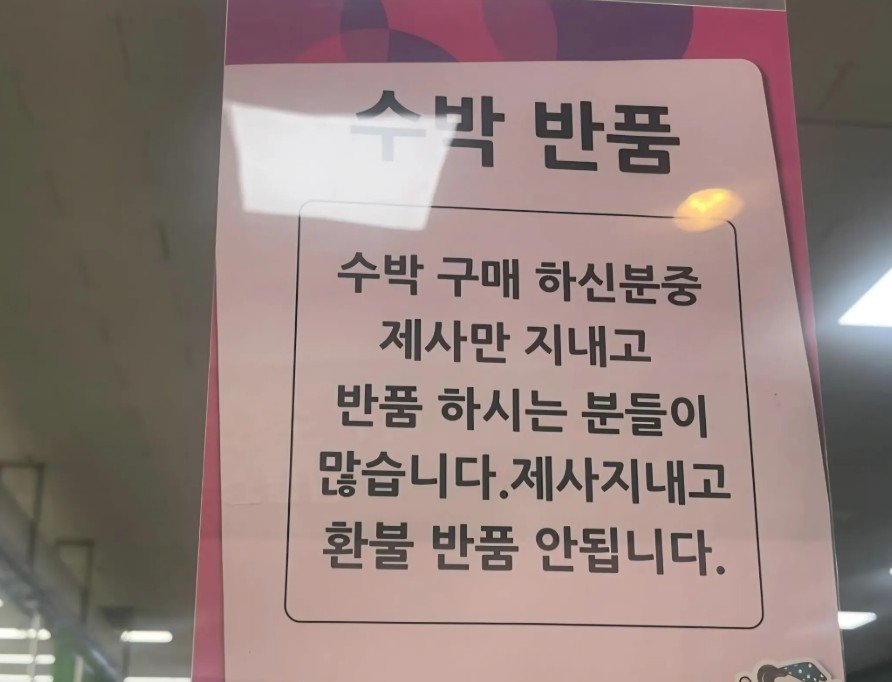 수박 반품
수박 구매 하신분중
제사만 지내고
반품 하시는 분들이
많습니다.제사지내고
환불 반품 안됩니다.